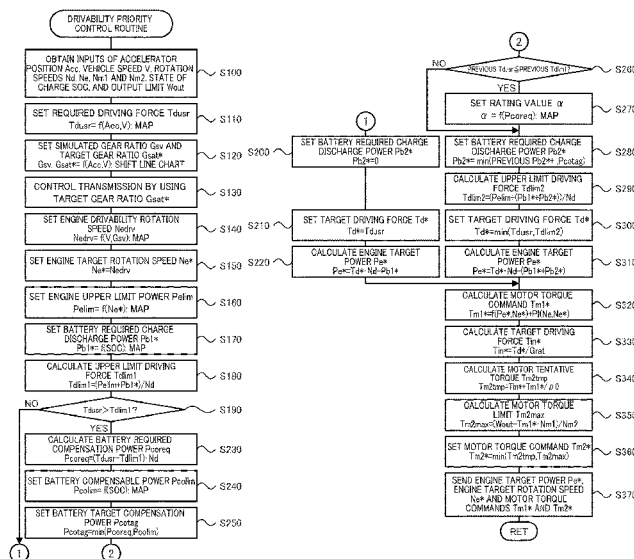 DRIVABILITY PRIORITY
CONTROL ROUTINE
OBTAIN INPUTS OF ACCELERATOR
POSITION Acc, VEHICLE SPEED V, ROTATION
SPEEDS Nd, Ne, Nm1 AND Nm2, STATE OF
CHARGE SOC, AND OUTPUT LIMIT Wout
S100
SET REQUIRED DRIVING FORCE Tdusr
Tdusr=f(Acc,V): MAP
S110
SET SIMULATED GEAR RATIO Gsv AND
TARGET GEAR RATIO Gsat*
Gsv, Gsat*=f(Acc,V): SHIFT LINE CHART
S120
CONTROL TRANSMISSION BY USING
TARGET GEAR RATIO Gsat*
S130
SET ENGINE DRIVABILITY ROTATION
SPEED Nedrv
Nedrv=f(V,Gsv): MAP
S140
SET ENGINE TARGET ROTATION SPEED Ne*
Ne*=Nedrv
S150
SET ENGINE UPPER LIMIT POWER Pelim
Pelim=f(Ne*): MAP
S160
SET BATTERY REQUIRED CHARGE
DISCHARGE POWER Pb1*
Pb1*=f(SOC): MAP
S170
CALCULATE UPPER LIMIT DRIVING
FORCE Tdlim1
Tdlim1=(Pelim+Pb1*)/Nd
S180
Tdusr>Tdlim1?
S190
NO
YES
CALCULATE BATTERY REQUIRED
COMPENSATION POWER Pcoreq
Pcoreq=(Tdusr-Tdlim1)·Nd
S230
SET BATTERY COMPENSABLE POWER Pcolim
Pcolim=f(SOC): MAP
S240
SET BATTERY TARGET COMPENSATION
POWER Pcotag
Pcotag=min(Pcoreq,Pcolim)
S250
1
2
1
SET BATTERY REQUIRED CHARGE
DISCHARGE POWER Pb2*
Pb2*=0
S200
SET TARGET DRIVING FORCE Td*
Td*=Tdusr
S210
CALCULATE ENGINE TARGET
POWER Pe*
Pe*=Td*·Nd-Pb1*
S220
2
PREVIOUS Tdusr≦PREVIOUS Tdlim1?
S260
NO
YES
SET RATING VALUE α
α=f(Pcoreq): MAP
S270
SET BATTERY REQUIRED CHARGE
DISCHARGE POWER Pb2*
S280
CALCULATE UPPER LIMIT DRIVING
FORCE Tdlim2
Tdlim2=(Pelim+(Pb1*+Pb2*))/Nd
S290
SET TARGET DRIVING FORCE Td*
Td*=min(Tdusr,Tdlim2)
S300
CALCULATE ENGINE TARGET
POWER Pe*
Pe*=Td*·Nd-(Pb1*+Pb2*)
S310
CALCULATE MOTOR TORQUE
COMMAND Tm1*
Tm1*=f(Pe*,Ne*)+PI(Ne,Ne*)
S320
CALCULATE TARGET DRIVING
FORCE Tin*
Tin*=Td*/Grat
S330
CALCULATE MOTOR TENTATIVE
TORQUE Tm2tmp
Tm2tmp=Tin*+Tm1*/ρ
S340
CALCULATE MOTOR TORQUE
LIMIT Tm2max
Tm2max=(Wout-Tm1*·Nm1)/Nm2
S350
SET MOTOR TORQUE COMMAND Tm2*
Tm2*=min(Tm2tmp,Tm2max)
S360
SEND ENGINE TARGET POWER Pe*,
ENGINE TARGET ROTATION SPEED
Ne* AND MOTOR TORQUE
COMMANDS Tm1* AND Tm2*
S370
RET